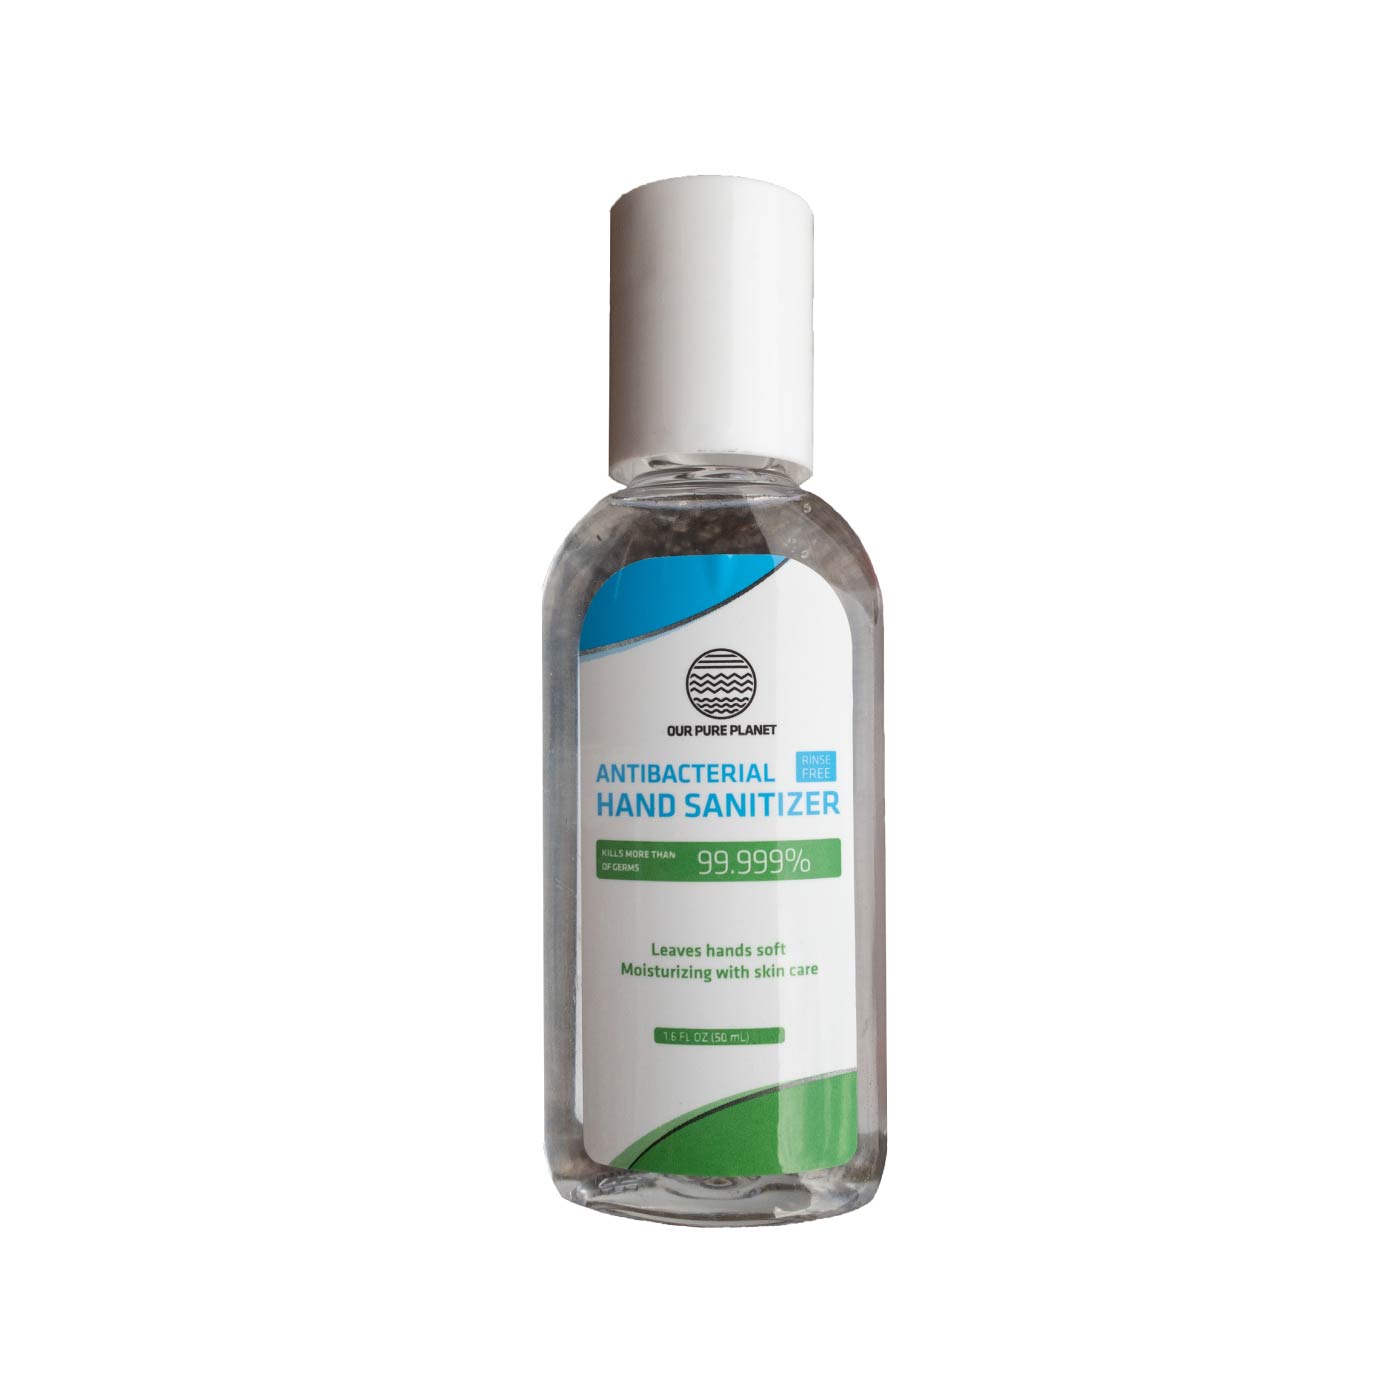 OUR PURE PLANET
ANTIBACTERIAL
RINSE
FREE
HAND SANITIZER
KILLS MORE THAN
OF GERMS
99.999%
Leaves hands soft
Moisturizing with skin care
1.6 FL OZ (50 mL)